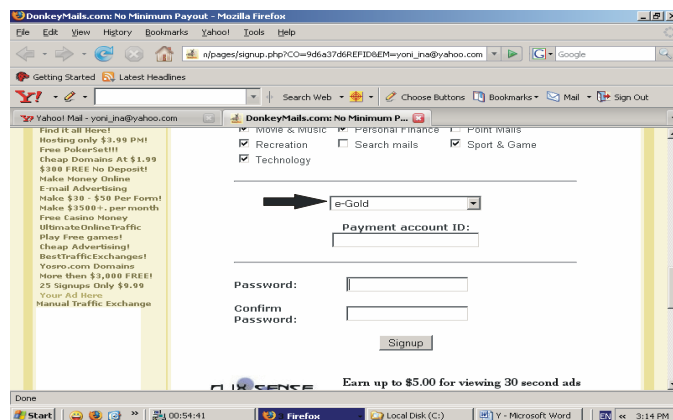 DonkeyMails.com: No Minimum Payout - Mozilla Firefox
File Edit View History Bookmarks Yahoo! Tools Help
n/pages/signup.php?CO=9d6a37d6REFID&EM=yoni_ina@yahoo.com
Google
Getting Started Latest Headlines
Y! Search Web Choose Buttons Bookmarks Mail Sign Out
Yahoo! Mail - yoni_ina@yahoo.com
DonkeyMails.com: No Minimum P...
Find it all Here!
Hosting only $3.99 PM!
Free PokerSet!!!
Cheap Domains At $1.99
$300 FREE No Deposit!
Make Money Online
E-mail Advertising
Make $30 - $50 Per Form!
Make $3500+. per month
Free Casino Money
UltimateOnlineTraffic
Play Free games!
Cheap Advertising!
BestTrafficExchanges!
Yosro.com Domains
More then $3,000 FREE!
25 Signups Only $9.99
Your Ad Here
Manual Traffic Exchange
Movie & Music Personal Finance Point Mails
Recreation Search mails Sport & Game
Technology
e-Gold
Payment account ID:
Password:
Confirm
Password:
Signup
Earn up to $5.00 for viewing 30 second ads
Done
Start 00:54:41 Firefox Local Disk (C:) Y - Microsoft Word EN 3:14 PM